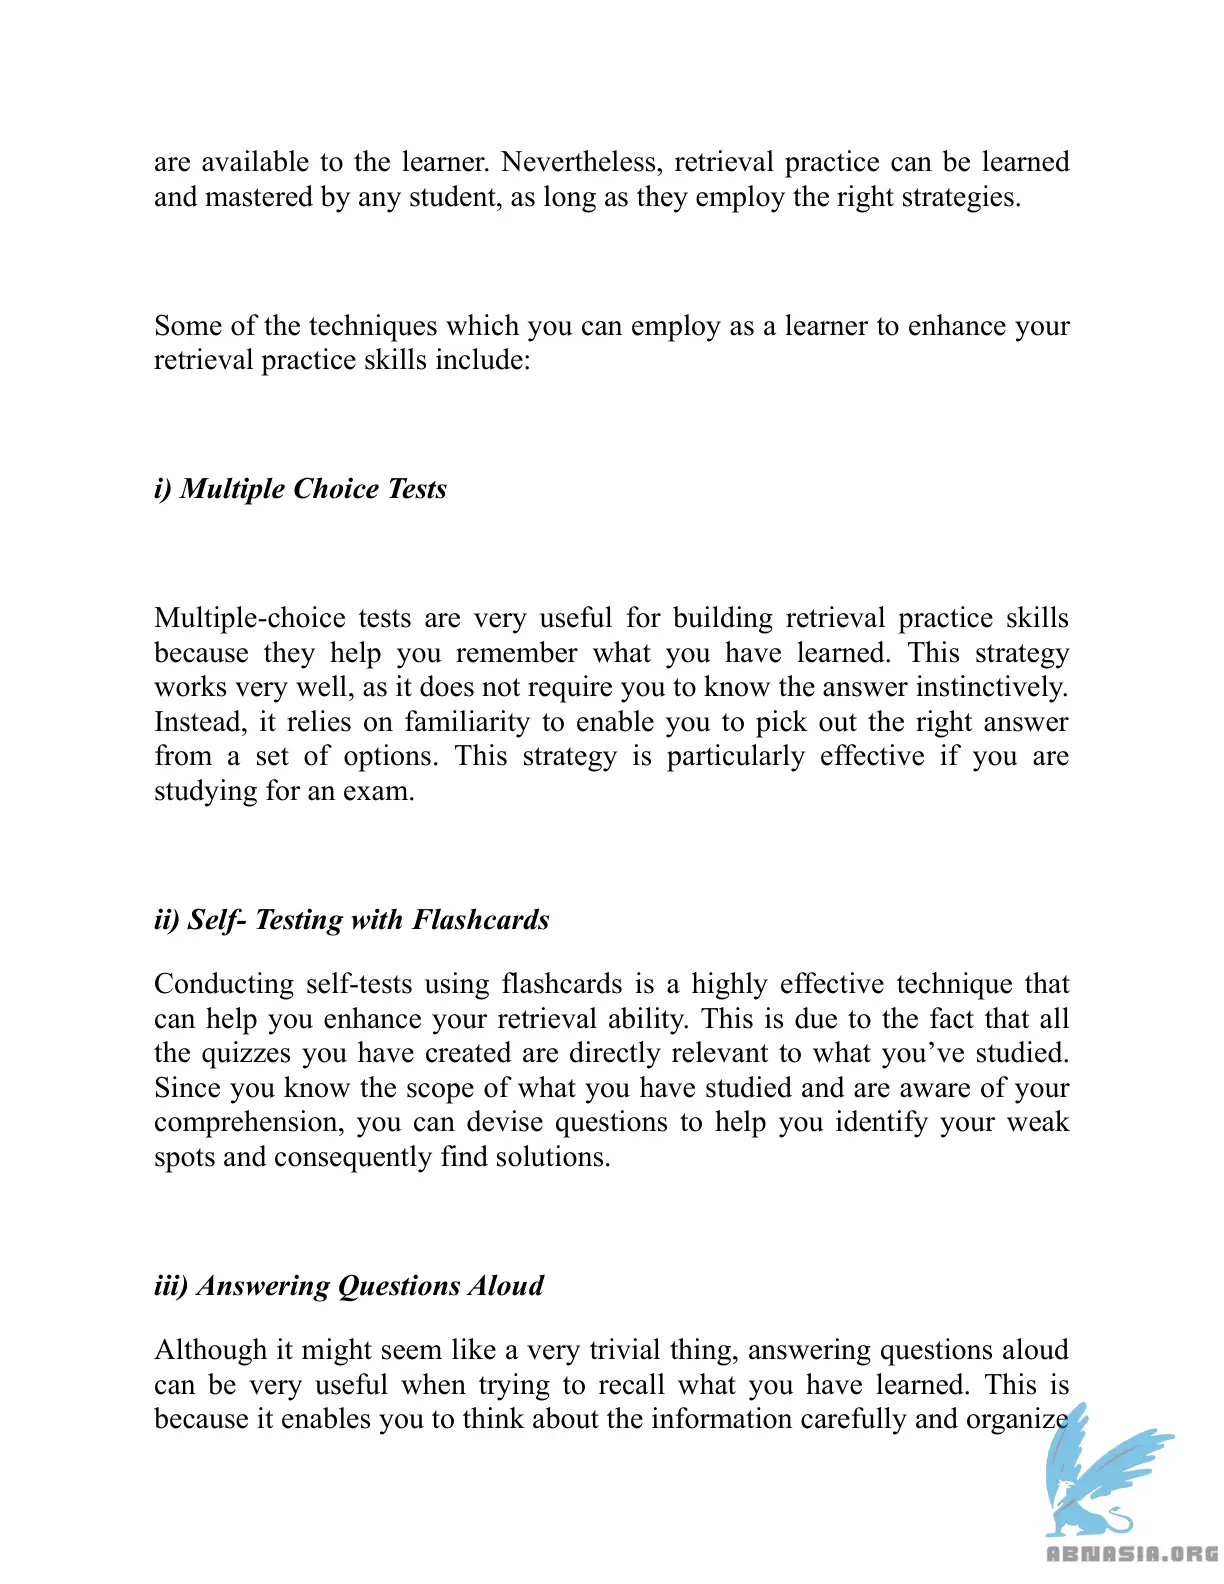 are available to the learner. Nevertheless, retrieval practice can be learned
and mastered by any student, as long as they employ the right strategies.
Some of the techniques which you can employ as a learner to enhance your
retrieval practice skills include:
i) Multiple Choice Tests
Multiple-choice tests are very useful for building retrieval practice skills
because they help you remember what you have learned. This strategy
works very well, as it does not require you to know the answer instinctively.
Instead, it relies on familiarity to enable you to pick out the right answer
from a set of options. This strategy is particularly effective if you are
studying for an exam.
ii) Self- Testing with Flashcards
Conducting self-tests using flashcards is a highly effective technique that
can help you enhance your retrieval ability. This is due to the fact that all
the quizzes you have created are directly relevant to what you’ve studied.
Since you know the scope of what you have studied and are aware of your
comprehension, you can devise questions to help you identify your weak
spots and consequently find solutions.
iii) Answering Questions Aloud
Although it might seem like a very trivial thing, answering questions aloud
can be very useful when trying to recall what you have learned. This is
because it enables you to think about the information carefully and organize
ABNASIA.ORG